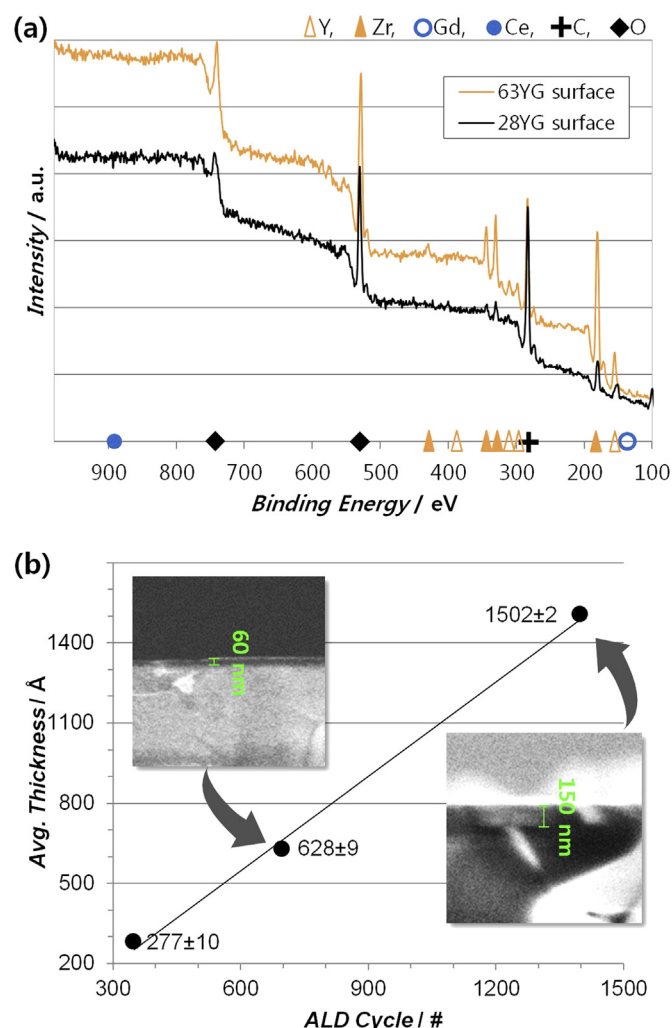 (a)
Y, Zr, Gd, Ce, C, O
63YG surface
28YG surface
Intensity / a.u.
900 800 700 600 500 400 300 200 100
Binding Energy / eV
(b)
1502±2
60 nm
1400
1100
800
500
200
Avg. Thickness / Å
150 nm
628±9
277±10
300 600 900 1200 1500
ALD Cycle / #